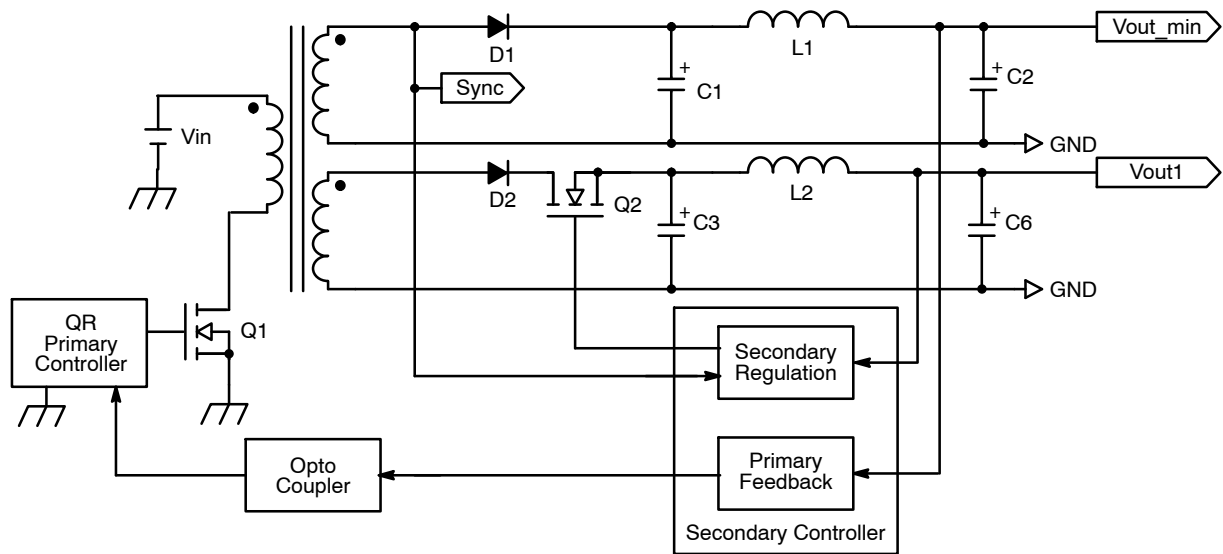 Vout_min
L1
D1
+
C1
+
C2
Sync
Vin
GND
Vout1
D2
Q2
L2
+
C3
+
C6
GND
QR
Primary
Controller
Q1
Secondary
Regulation
Opto
Coupler
Primary
Feedback
Secondary Controller